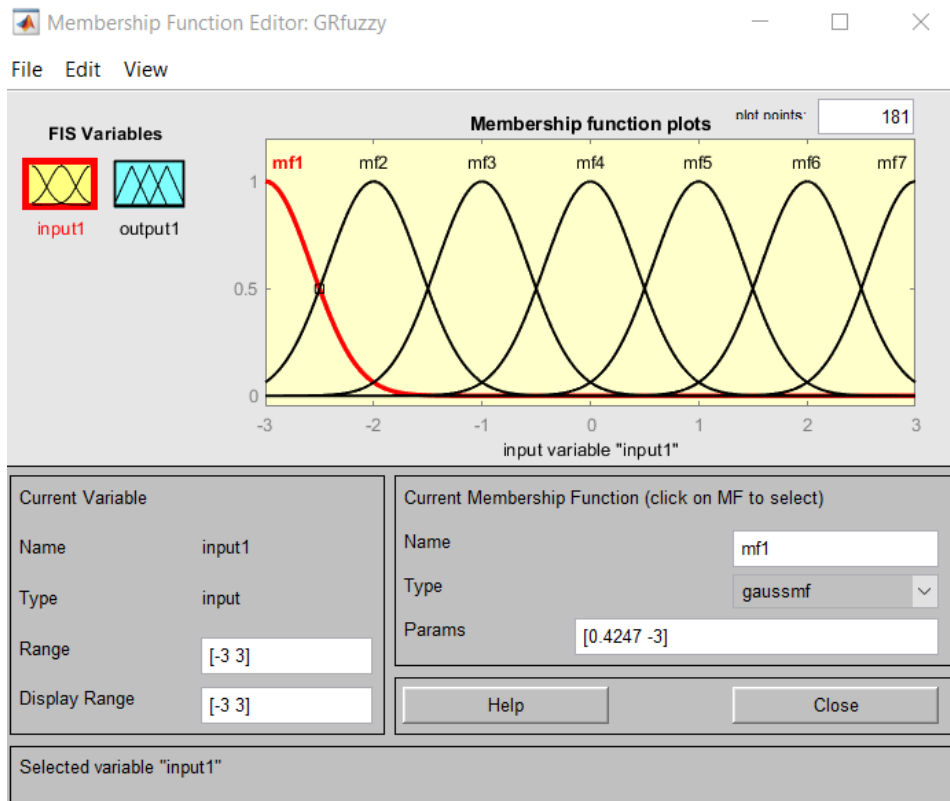 Membership Function Editor: GRfuzzy
File Edit View
FIS Variables
input1 output1
Membership function plots plot points: 181
mf1 mf2 mf3 mf4 mf5 mf6 mf7
1
0.5
0
-3 -2 -1 0 1 2 3
input variable "input1"
Current Variable
Name input1
Type input
Range [-3 3]
Display Range [-3 3]
Current Membership Function (click on MF to select)
Name mf1
Type gaussmf
Params [0.4247 -3]
Help Close
Selected variable "input1"